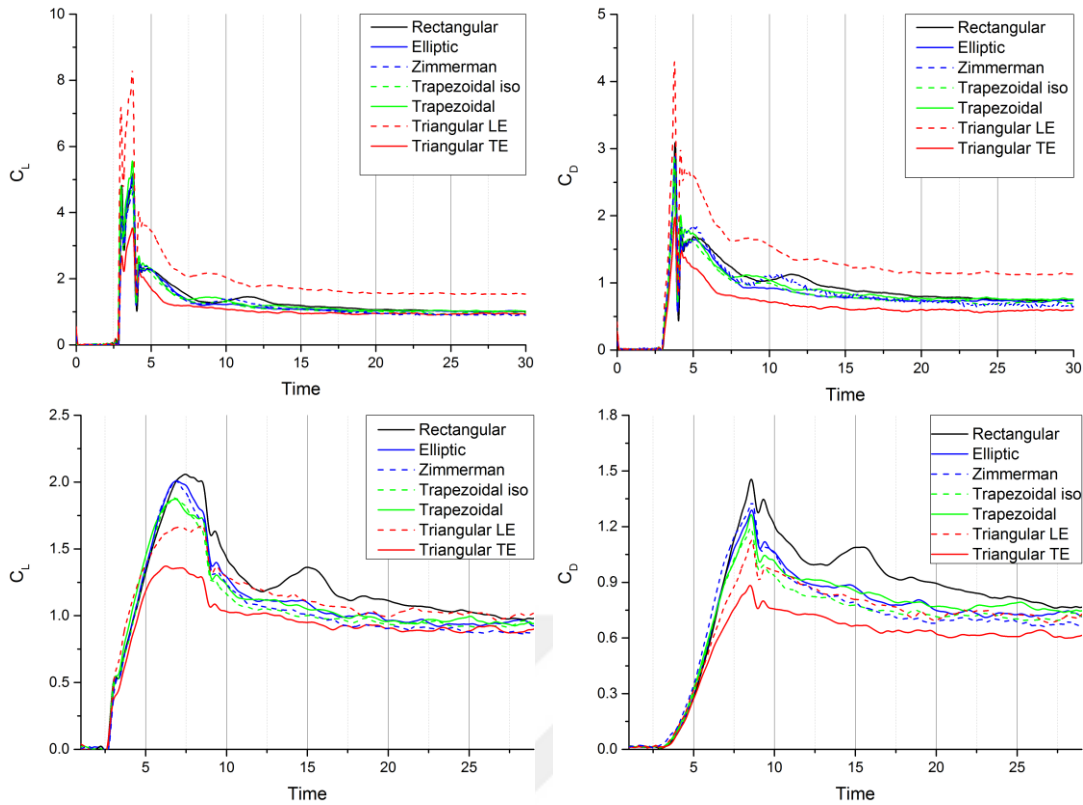 10
8
6
4
2
0
C_L
0 5 10 15 20 25 30
Time
Rectangular
Elliptic
Zimmerman
Trapezoidal iso
Trapezoidal
Triangular LE
Triangular TE
5
4
3
2
1
0
C_D
0 5 10 15 20 25 30
Time
Rectangular
Elliptic
Zimmerman
Trapezoidal iso
Trapezoidal
Triangular LE
Triangular TE
2.5
2.0
1.5
1.0
0.5
0.0
C_L
5 10 15 20 25
Time
Rectangular
Elliptic
Zimmerman
Trapezoidal iso
Trapezoidal
Triangular LE
Triangular TE
1.8
1.5
1.2
0.9
0.6
0.3
0.0
C_D
5 10 15 20 25
Time
Rectangular
Elliptic
Zimmerman
Trapezoidal iso
Trapezoidal
Triangular LE
Triangular TE